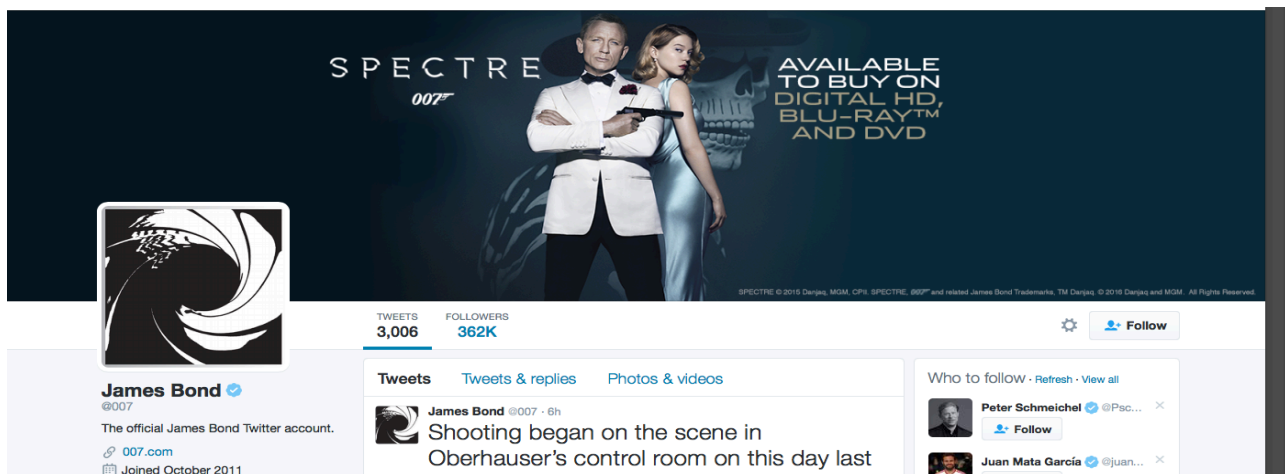 SPECTRE
007
AVAILABLE
TO BUY ON
DIGITAL HD,
BLU-RAY™
AND DVD
SPECTRE © 2015 Danjaq, MGM, CPII. SPECTRE, 007 and related James Bond Trademarks, TM Danjaq. © 2016 Danjaq and MGM. All Rights Reserved.
TWEETS
3,006
FOLLOWERS
362K
Follow
James Bond
@007
The official James Bond Twitter account.
007.com
Joined October 2011
Tweets Tweets & replies Photos & videos
James Bond @007 · 6h
Shooting began on the scene in
Oberhauser's control room on this day last
Who to follow · Refresh · View all
Peter Schmeichel @Psc...
Follow
Juan Mata García @juan...